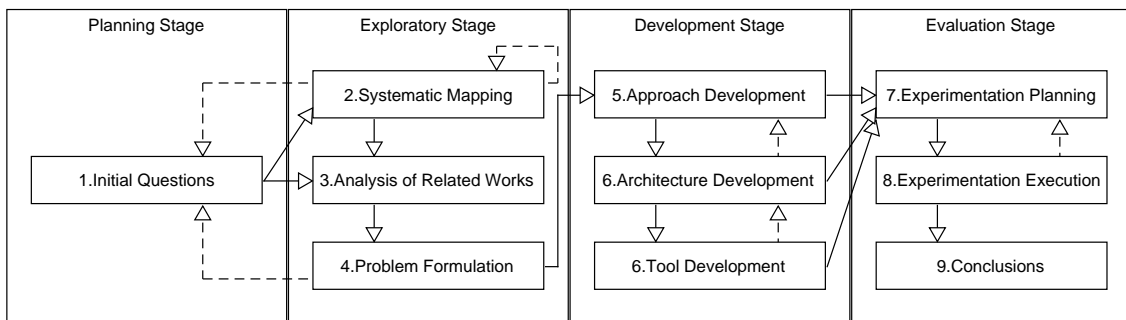 Planning Stage
Exploratory Stage
Development Stage
Evaluation Stage
2.Systematic Mapping
5.Approach Development
7.Experimentation Planning
1.Initial Questions
3.Analysis of Related Works
6.Architecture Development
8.Experimentation Execution
4.Problem Formulation
6.Tool Development
9.Conclusions